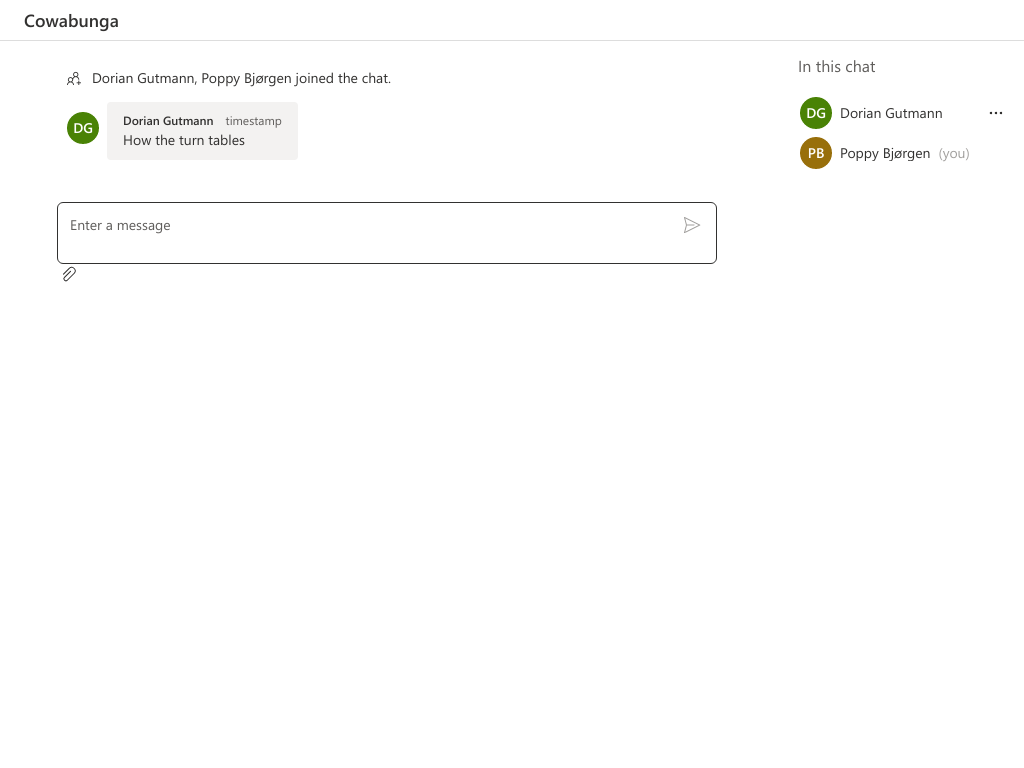 Cowabunga
Dorian Gutmann, Poppy Bjørgen joined the chat.
DG
Dorian Gutmann timestamp
How the turn tables
Enter a message
In this chat
DG Dorian Gutmann
PB Poppy Bjørgen (you)